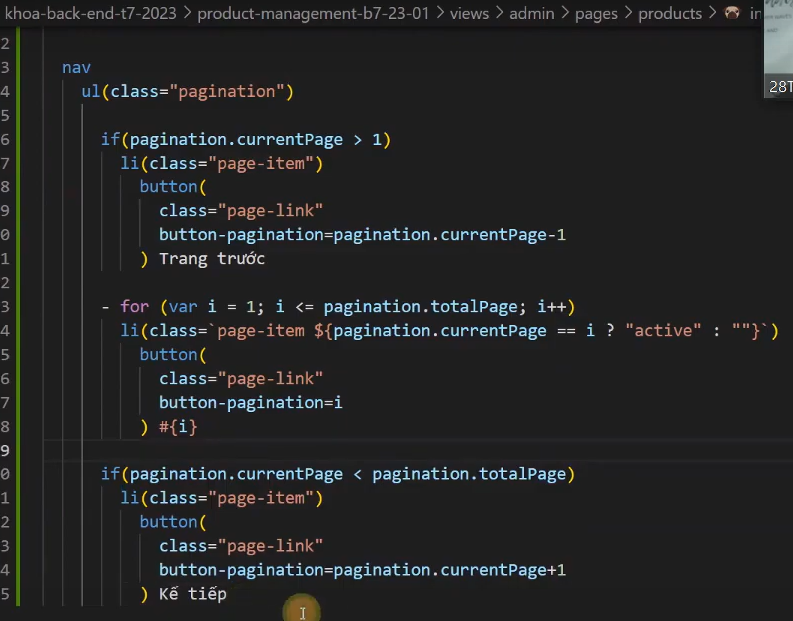 khoa-back-end-t7-2023 > product-management-b7-23-01 > views > admin > pages > products > in
28T
2
3 nav
4 ul(class="pagination")
5
6 if(pagination.currentPage > 1)
7 li(class="page-item")
8 button(
9 class="page-link"
0 button-pagination=pagination.currentPage-1
1 ) Trang trước
2
3 - for (var i = 1; i <= pagination.totalPage; i++)
4 li(class=`page-item ${pagination.currentPage == i ? "active" : ""}`)
5 button(
6 class="page-link"
7 button-pagination=i
8 ) #{i}
9
0 if(pagination.currentPage < pagination.totalPage)
1 li(class="page-item")
2 button(
3 class="page-link"
4 button-pagination=pagination.currentPage+1
5 ) Kế tiếp